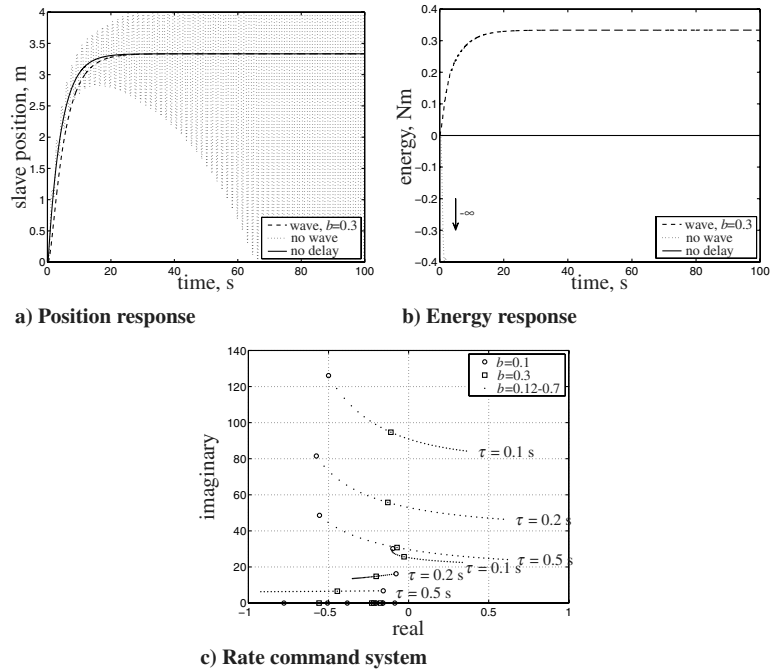 4
3.5
3
2.5
2
1.5
1
0.5
0
slave position, m
0 20 40 60 80 100
time, s
wave, b=0.3
no wave
no delay
a) Position response
0.4
0.3
0.2
0.1
0
-0.1
-0.2
-0.3
-0.4
energy, Nm
-∞
0 20 40 60 80 100
time, s
wave, b=0.3
no wave
no delay
b) Energy response
140
120
100
80
60
40
20
0
imaginary
b=0.1
b=0.3
b=0.12-0.7
τ = 0.1 s
τ = 0.2 s
τ = 0.5 s
τ = 0.1 s
τ = 0.2 s
τ = 0.5 s
-1 -0.5 0 0.5 1
real
c) Rate command system